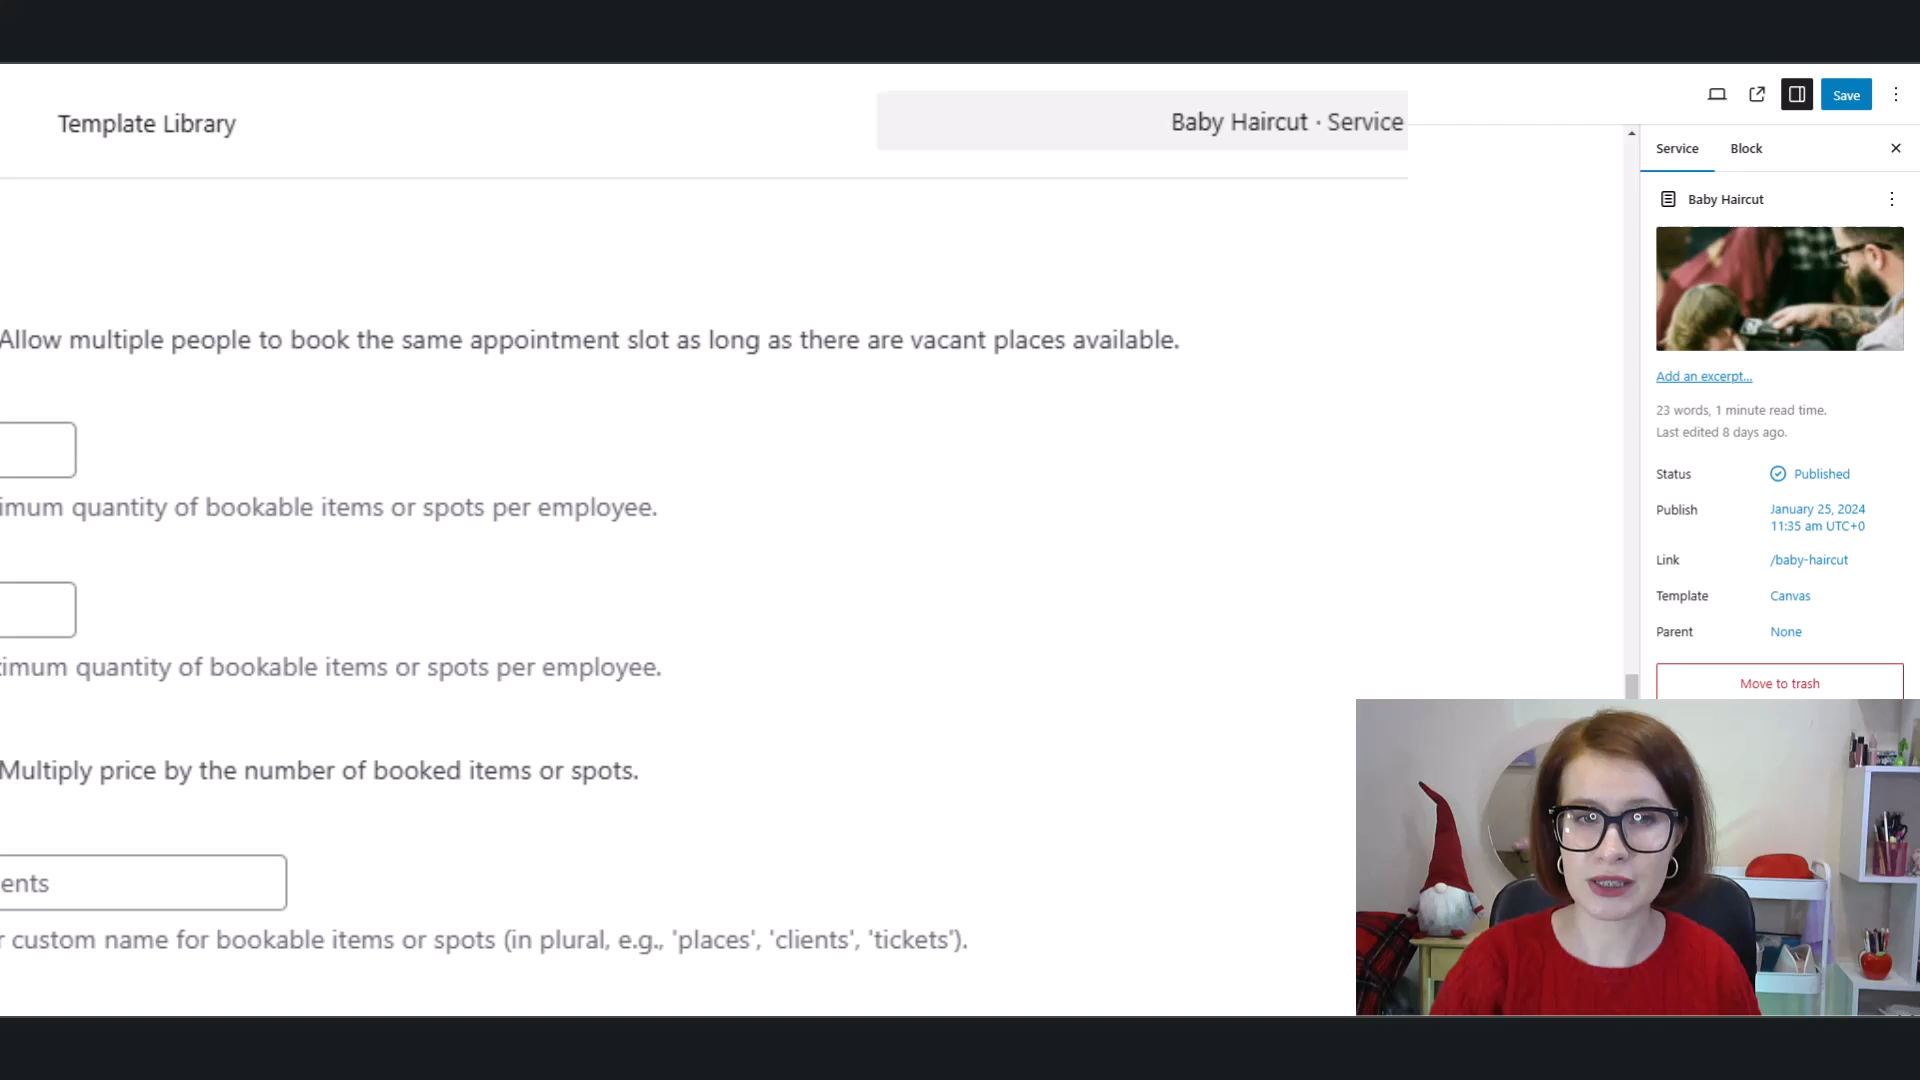 Template Library
Baby Haircut · Service
Save
Service
Block
Baby Haircut
Allow multiple people to book the same appointment slot as long as there are vacant places available.
Add an excerpt...
23 words, 1 minute read time.
Last edited 8 days ago.
Status
Published
imum quantity of bookable items or spots per employee.
Publish
January 25, 2024
11:35 am UTC+0
Link
/baby-haircut
Template
Canvas
Parent
None
imum quantity of bookable items or spots per employee.
Move to trash
Multiply price by the number of booked items or spots.
ents
r custom name for bookable items or spots (in plural, e.g., 'places', 'clients', 'tickets').